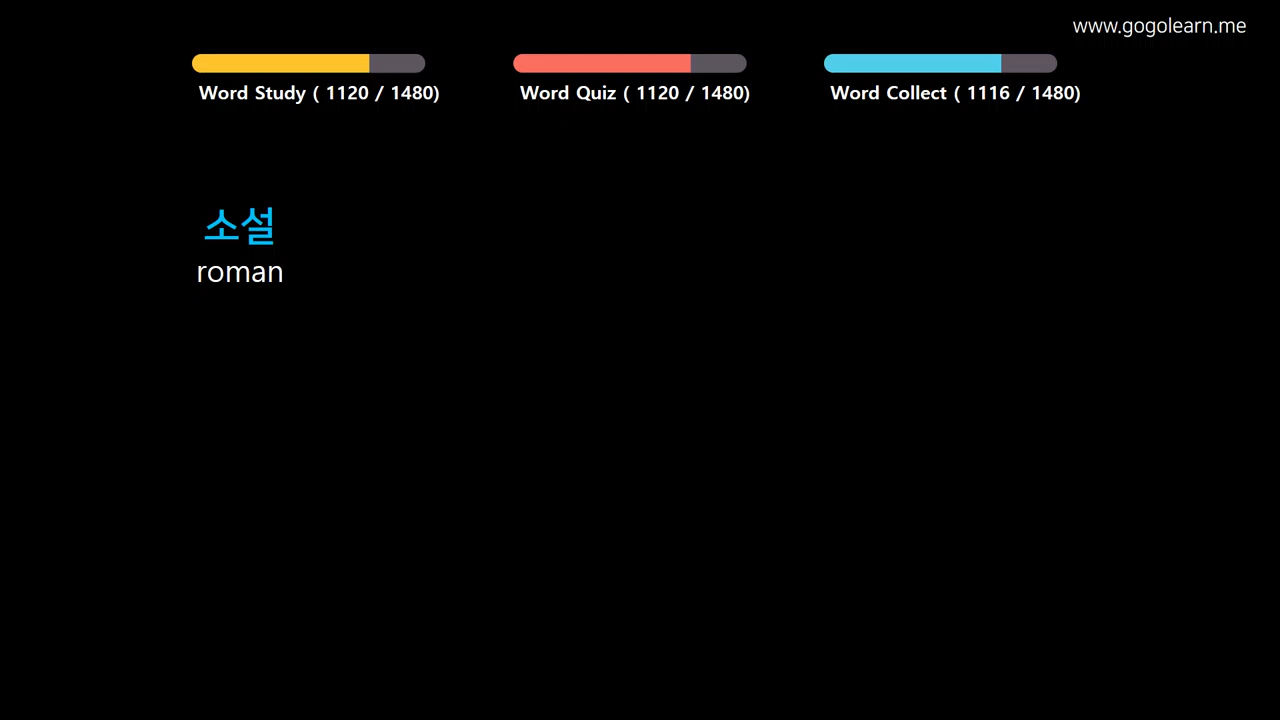 www.gogolearn.me
Word Study ( 1120 / 1480)
Word Quiz ( 1120 / 1480)
Word Collect ( 1116 / 1480)
소설
roman